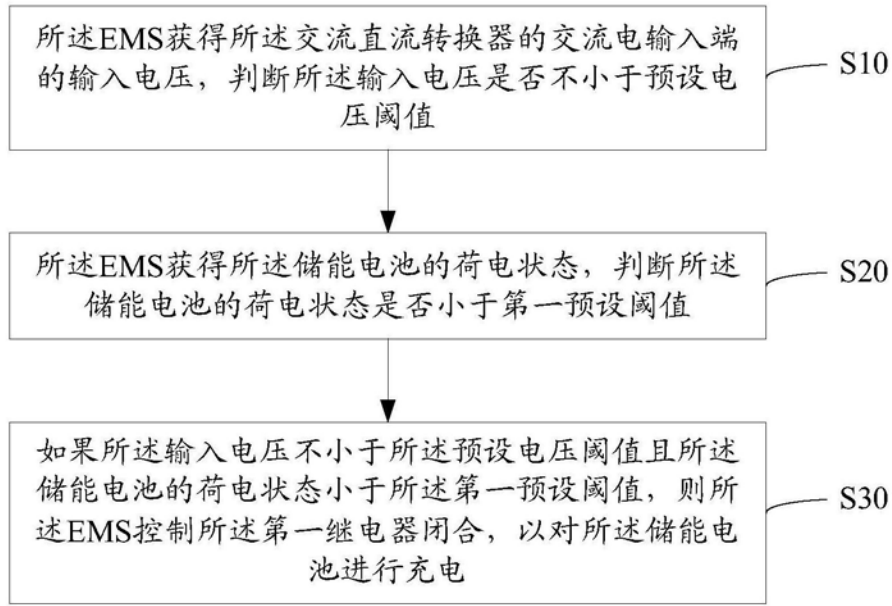 所述EMS获得所述交流直流转换器的交流电输入端
的输入电压，判断所述输入电压是否不小于预设电
压阈值
S10
所述EMS获得所述储能电池的荷电状态，判断所述
储能电池的荷电状态是否小于第一预设阈值
S20
如果所述输入电压不小于所述预设电压阈值且所述
储能电池的荷电状态小于所述第一预设阈值，则所
述EMS控制所述第一继电器闭合，以对所述储能电
池进行充电
S30